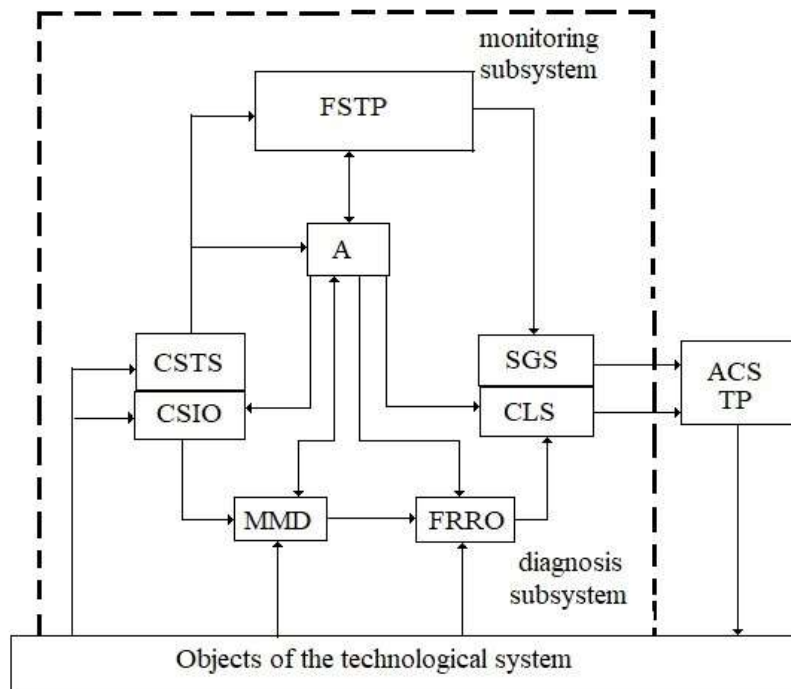 monitoring
subsystem
FSTP
A
CSTS
CSIO
SGS
CLS
ACS
TP
MMD
FRRO
diagnosis
subsystem
Objects of the technological system